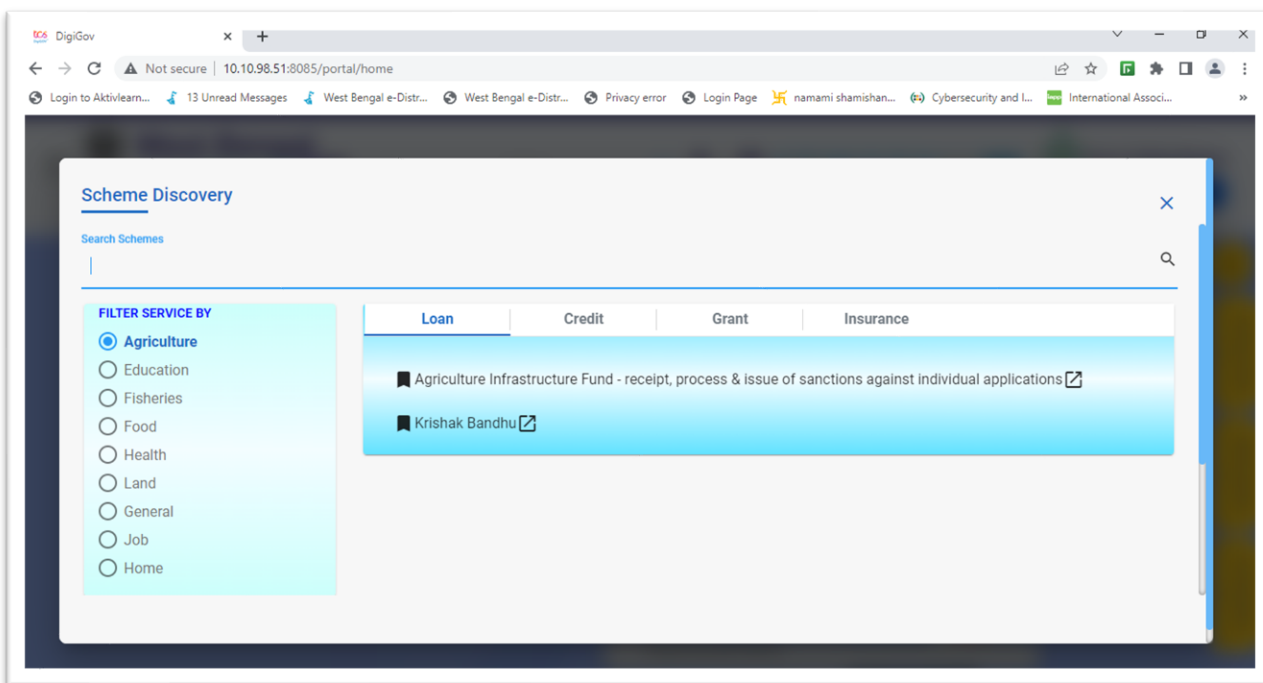 DigiGov
Not secure | 10.10.98.51:8085/portal/home
Login to Aktivlearn... 13 Unread Messages West Bengal e-Distr... West Bengal e-Distr... Privacy error Login Page namami shamishan... Cybersecurity and I... International Associ... »
Scheme Discovery
Search Schemes
FILTER SERVICE BY
Agriculture
Education
Fisheries
Food
Health
Land
General
Job
Home
Loan Credit Grant Insurance
Agriculture Infrastructure Fund - receipt, process & issue of sanctions against individual applications
Krishak Bandhu